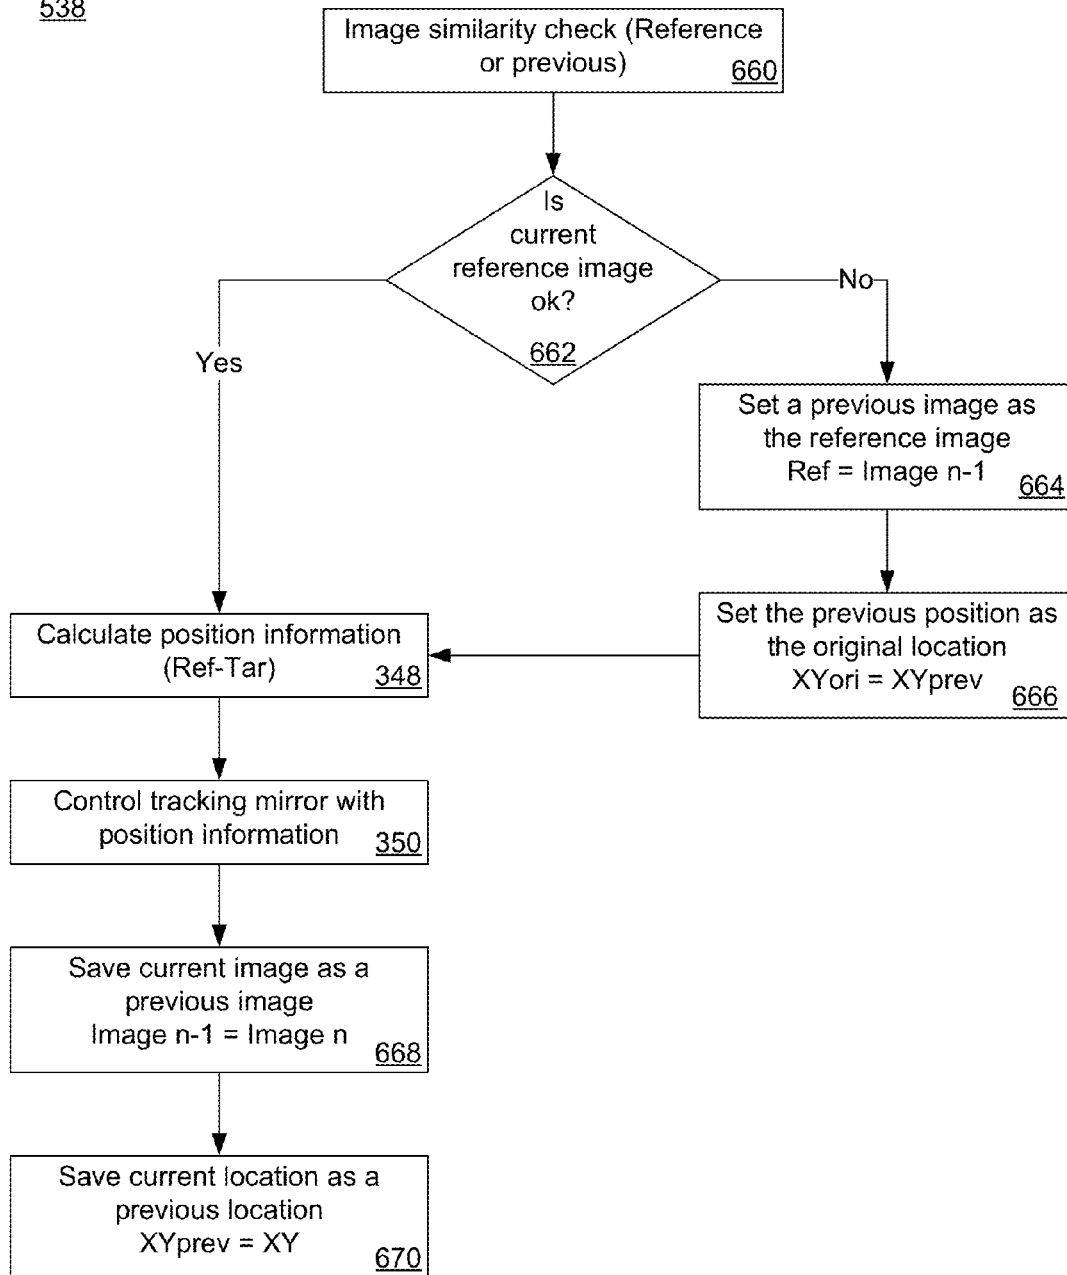 538
Image similarity check (Reference
or previous)
660
Is
current
reference image
ok?
662
No
Yes
Set a previous image as
the reference image
Ref = Image n-1
664
Set the previous position as
the original location
XYori = XYprev
666
Calculate position information
(Ref-Tar)
348
Control tracking mirror with
position information
350
Save current image as a
previous image
Image n-1 = Image n
668
Save current location as a
previous location
XYprev = XY
670